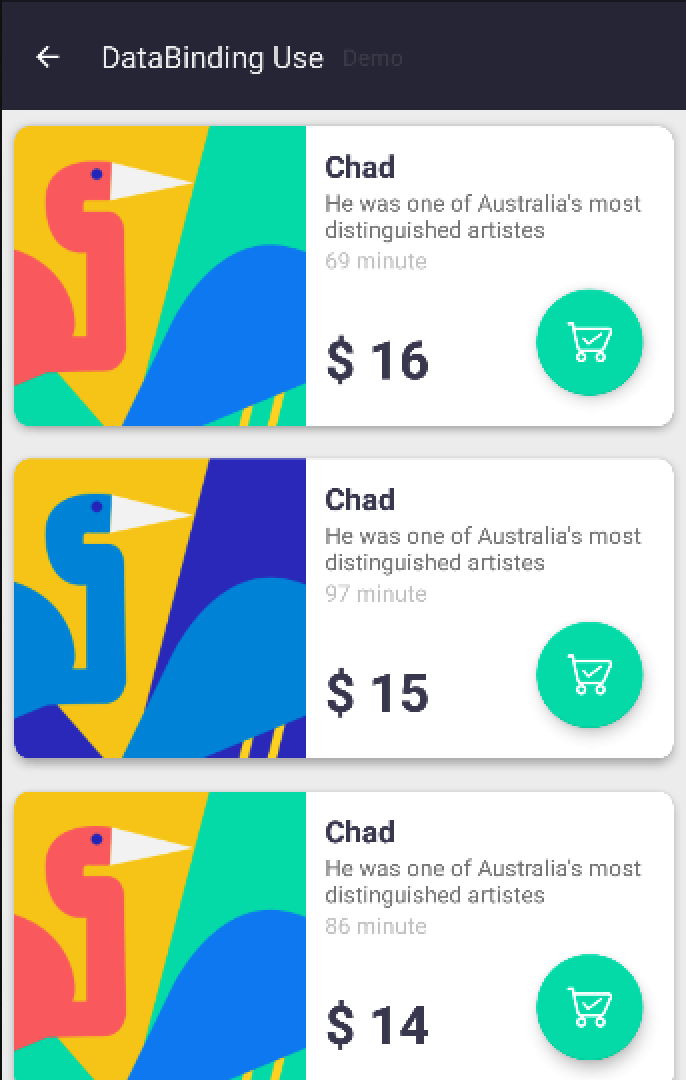 DataBinding Use Demo
Chad
He was one of Australia's most
distinguished artistes
69 minute
$ 16
Chad
He was one of Australia's most
distinguished artistes
97 minute
$ 15
Chad
He was one of Australia's most
distinguished artistes
86 minute
$ 14